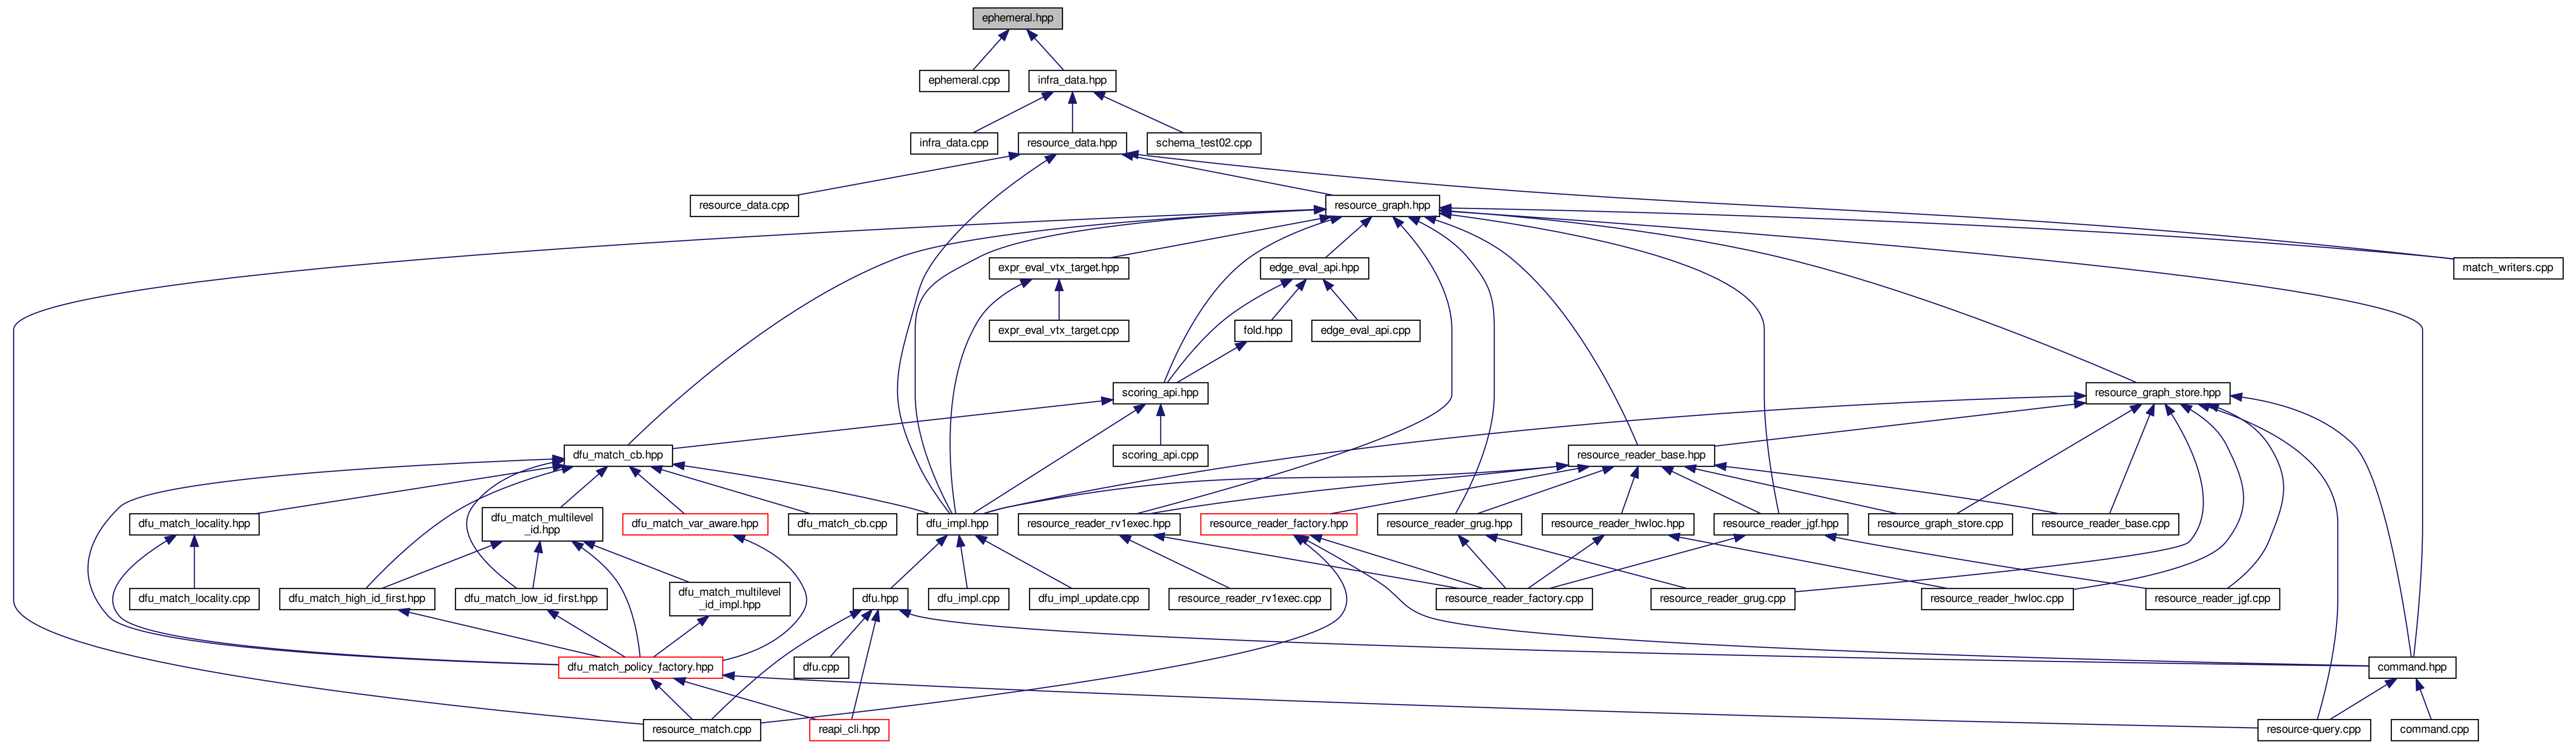 ephemeral.hpp
ephemeral.cpp
infra_data.hpp
infra_data.cpp
resource_data.hpp
schema_test02.cpp
resource_data.cpp
resource_graph.hpp
expr_eval_vtx_target.hpp
edge_eval_api.hpp
match_writers.cpp
expr_eval_vtx_target.cpp
fold.hpp
edge_eval_api.cpp
scoring_api.hpp
resource_graph_store.hpp
dfu_match_cb.hpp
scoring_api.cpp
resource_reader_base.hpp
dfu_match_locality.hpp
dfu_match_multilevel
_id.hpp
dfu_match_var_aware.hpp
dfu_match_cb.cpp
dfu_impl.hpp
resource_reader_rv1exec.hpp
resource_reader_factory.hpp
resource_reader_grug.hpp
resource_reader_hwloc.hpp
resource_reader_jgf.hpp
resource_graph_store.cpp
resource_reader_base.cpp
dfu_match_locality.cpp
dfu_match_high_id_first.hpp
dfu_match_low_id_first.hpp
dfu_match_multilevel
_id_impl.hpp
dfu.hpp
dfu_impl.cpp
dfu_impl_update.cpp
resource_reader_rv1exec.cpp
resource_reader_factory.cpp
resource_reader_grug.cpp
resource_reader_hwloc.cpp
resource_reader_jgf.cpp
dfu_match_policy_factory.hpp
dfu.cpp
command.hpp
resource_match.cpp
reapi_cli.hpp
resource-query.cpp
command.cpp